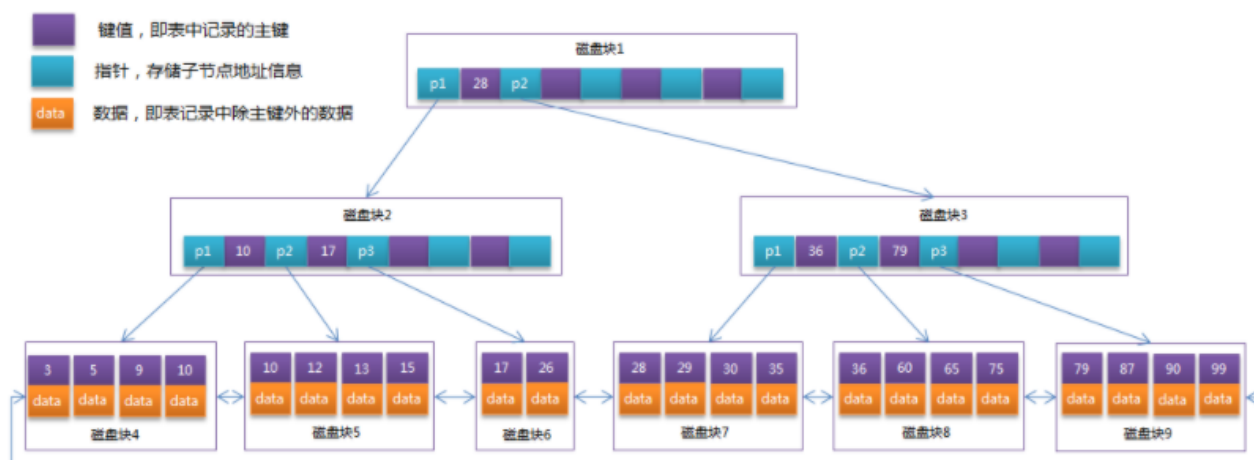 键值，即表中记录的主键
指针，存储子节点地址信息
data 数据，即表记录中除主键外的数据
磁盘块1
p1 28 p2
磁盘块2 磁盘块3
p1 10 p2 17 p3 p1 36 p2 79 p3
3 5 9 10 10 12 13 15 17 26 28 29 30 35 36 60 65 75 79 87 90 99
data data data data data data data data data data data data data data data data data data data data data data
磁盘块4 磁盘块5 磁盘块6 磁盘块7 磁盘块8 磁盘块9